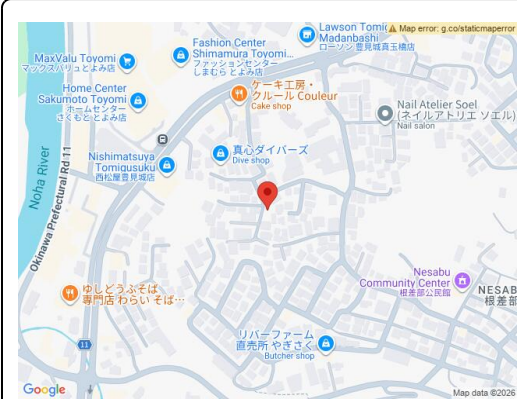 Lawson Tomig
Madanbashi
ローソン 豊見城真玉橋店
Map error: g.co/staticmaperror
Fashion Center
Shimamura Toyomi...
ファッションセンター
しまむら とよみ店
MaxValu Toyomi
マックスバリュとよみ店
Home Center
Sakumoto Toyomi
ホームセンター
さくもと とよみ店
ケーキ工房・
クルール Couleur
Cake shop
Nail Atelier Soel
(ネイルアトリエ ソエル)
Nail salon
真心ダイバーズ
Dive shop
Nishimatsuya
Tomigusuku
西松屋豊見城店
Noha River
Okinawa Prefectural Rd 11
Nesabu
Community Center
根差部公民館
NESAB
根差部
ゆしどうふそば
専門店 わらい そば…
リバーファーム
直売所 やぎさく
Butcher shop
11
Google
Map data ©2026